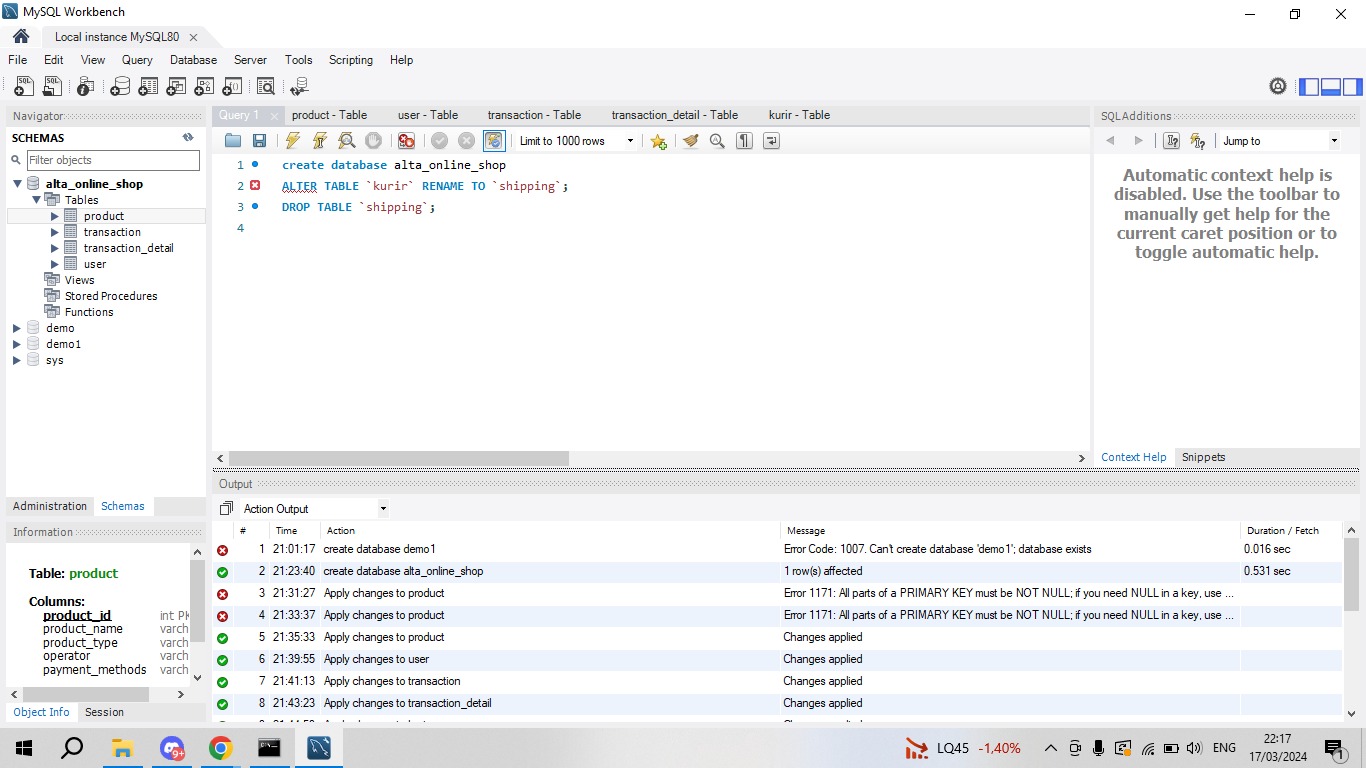 MySQL Workbench
Local instance MySQL80
File Edit View Query Database Server Tools Scripting Help
Navigator
SCHEMAS
Filter objects
alta_online_shop
Tables
product
transaction
transaction_detail
user
Views
Stored Procedures
Functions
demo
demo1
sys
Administration Schemas
Information
Table: product
Columns:
product_id int PK
product_name varch
product_type varch
operator varch
payment_methods varch
Object Info Session
Query 1 product - Table user - Table transaction - Table transaction_detail - Table kurir - Table
Limit to 1000 rows
1 create database alta_online_shop
2 ALTER TABLE `kurir` RENAME TO `shipping`;
3 DROP TABLE `shipping`;
4
SQLAdditions
Jump to
Automatic context help is
disabled. Use the toolbar to
manually get help for the
current caret position or to
toggle automatic help.
Context Help Snippets
Output
Action Output
# Time Action Message Duration / Fetch
1 21:01:17 create database demo1 Error Code: 1007. Can't create database 'demo1'; database exists 0.016 sec
2 21:23:40 create database alta_online_shop 1 row(s) affected 0.531 sec
3 21:31:27 Apply changes to product Error 1171: All parts of a PRIMARY KEY must be NOT NULL; if you need NULL in a key, use ...
4 21:33:37 Apply changes to product Error 1171: All parts of a PRIMARY KEY must be NOT NULL; if you need NULL in a key, use ...
5 21:35:33 Apply changes to product Changes applied
6 21:39:55 Apply changes to user Changes applied
7 21:41:13 Apply changes to transaction Changes applied
8 21:43:23 Apply changes to transaction_detail Changes applied
9+
LQ45 -1,40%
ENG
22:17
17/03/2024
1